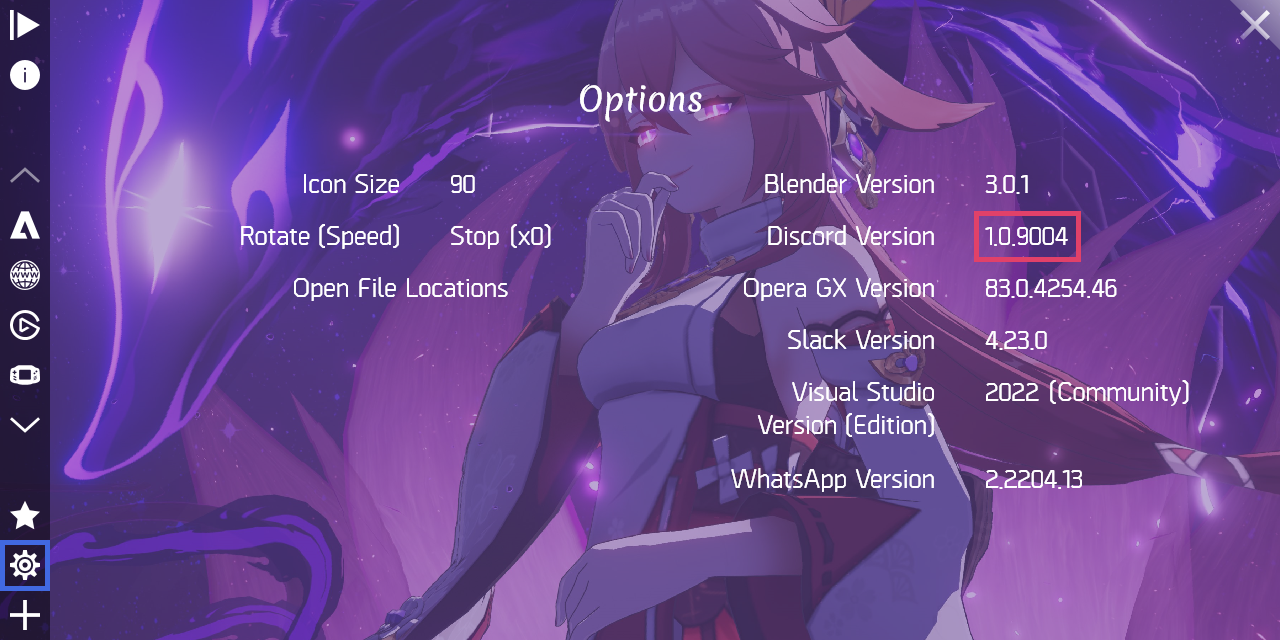 Options
Icon Size 90
Rotate (Speed) Stop (x0)
Open File Locations
Blender Version 3.0.1
Discord Version 1.0.9004
Opera GX Version 83.0.4254.46
Slack Version 4.23.0
Visual Studio 2022 (Community)
Version (Edition)
WhatsApp Version 2.2204.13
i
WWW